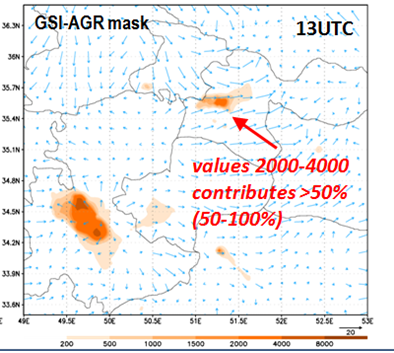 GSI-AGR mask
13UTC
36.3N
36N
35.7N
35.4N
35.1N
34.8N
34.5N
34.2N
33.9N
33.6N
values 2000-4000
contributes >50%
(50-100%)
49E 49.5E 50E 50.5E 51E 51.5E 52E 52.5E 53E
20
200 500 1000 1500 2000 4000 8000